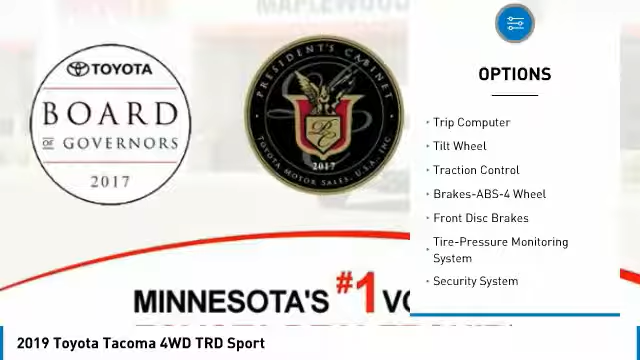 MAPLEWOOD
TOYOTA
BOARD
OF GOVERNORS
2017
PRESIDENT'S CABINET
PC
2017
TOYOTA MOTOR SALES, U.S.A., INC.
MINNESOTA'S #1
OPTIONS
Trip Computer
Tilt Wheel
Traction Control
Brakes-ABS-4 Wheel
Front Disc Brakes
Tire-Pressure Monitoring
System
Security System
2019 Toyota Tacoma 4WD TRD Sport